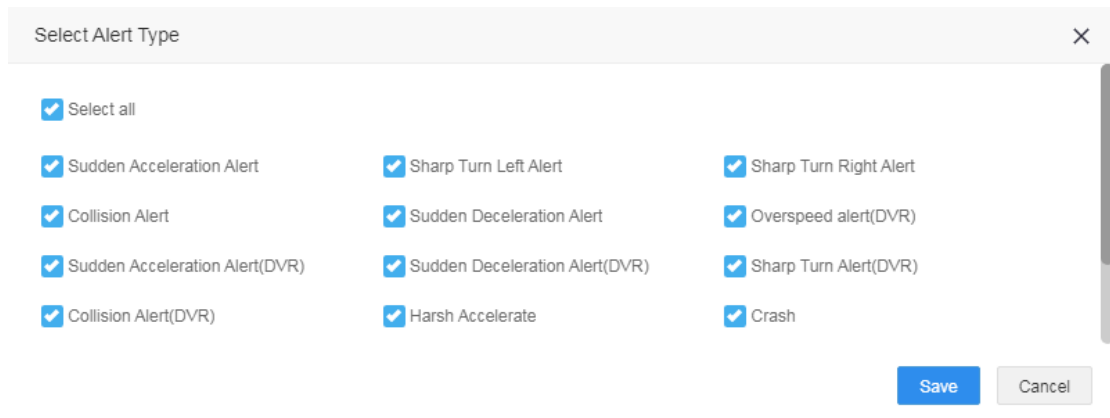 Select Alert Type
Select all
Sudden Acceleration Alert Sharp Turn Left Alert Sharp Turn Right Alert
Collision Alert Sudden Deceleration Alert Overspeed alert(DVR)
Sudden Acceleration Alert(DVR) Sudden Deceleration Alert(DVR) Sharp Turn Alert(DVR)
Collision Alert(DVR) Harsh Accelerate Crash
Save Cancel